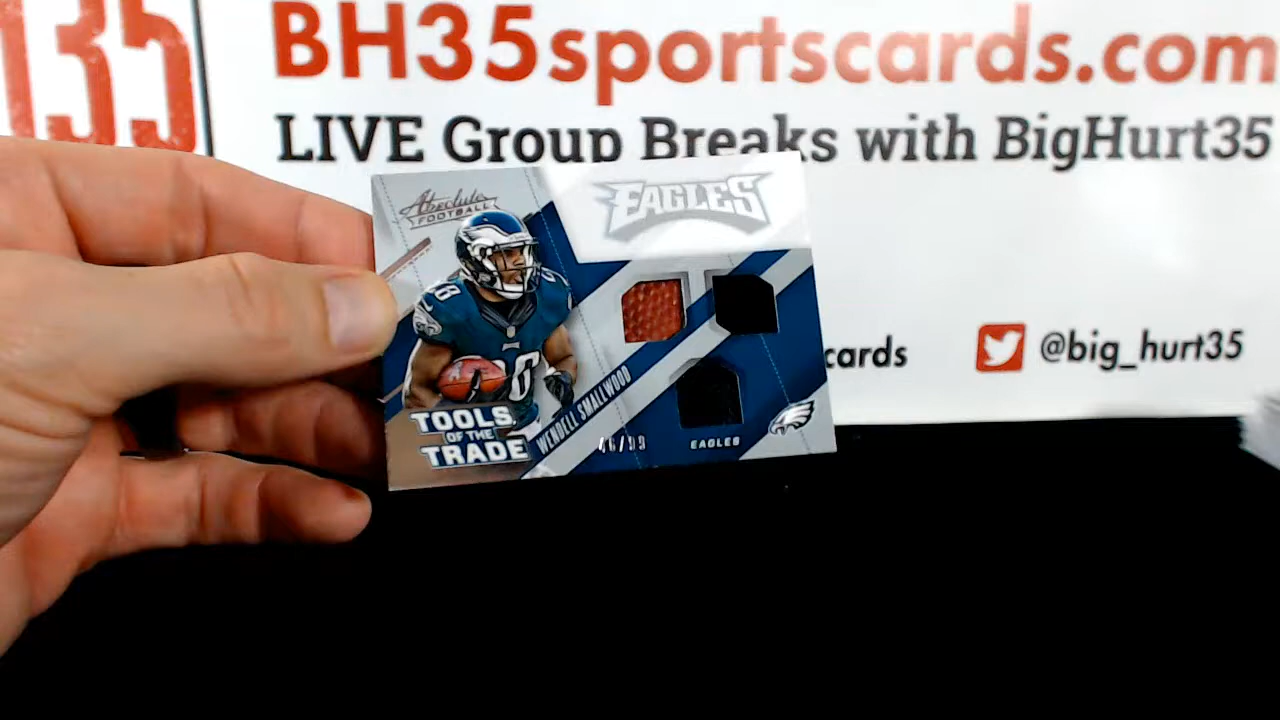 135
BH35sportscards.com
LIVE Group Breaks with BigHurt35
cards
@big_hurt35
Absolute
FOOTBALL
EAGLES
TOOLS
OF THE
TRADE
WENDELL SMALLWOOD
EAGLES